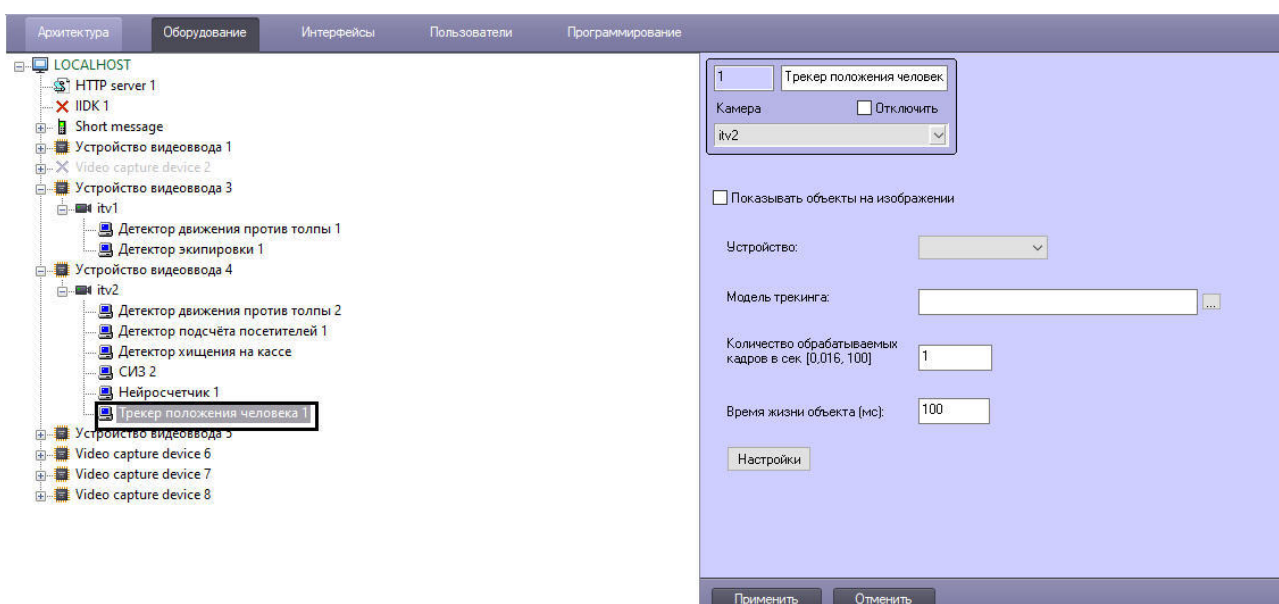 Архитектура Оборудование Интерфейсы Пользователи Программирование
LOCALHOST
HTTP server 1
IIDK 1
Short message
Устройство видеоввода 1
Video capture device 2
Устройство видеоввода 3
itv1
Детектор движения против толпы 1
Детектор экипировки 1
Устройство видеоввода 4
itv2
Детектор движения против толпы 2
Детектор подсчёта посетителей 1
Детектор хищения на кассе
СИЗ 2
Нейросчетчик 1
Трекер положения человека 1
Устройство видеоввода 5
Video capture device 6
Video capture device 7
Video capture device 8
1 Трекер положения человек
Камера Отключить
itv2
Показывать объекты на изображении
Устройство:
Модель трекинга: ...
Количество обрабатываемых
кадров в сек [0,016, 100] 1
Время жизни объекта (мс): 100
Настройки
Применить Отменить